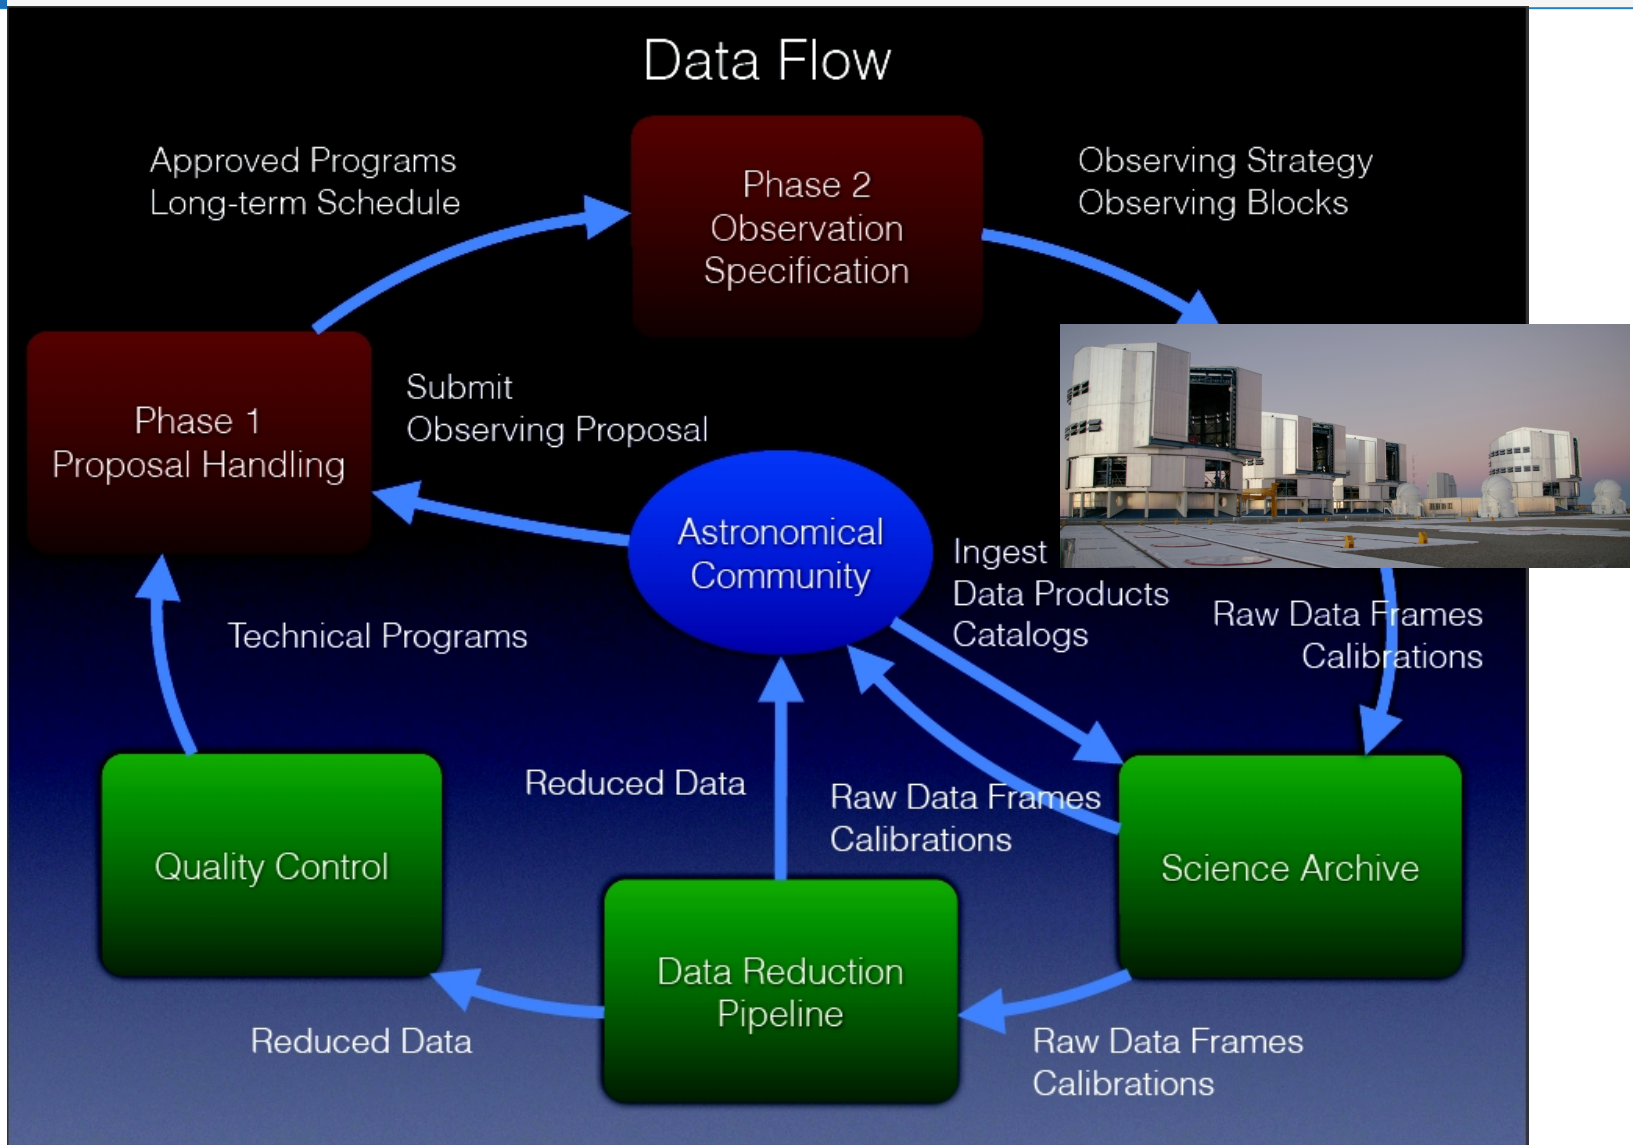 Data Flow
Approved Programs
Long-term Schedule
Phase 2
Observation
Specification
Observing Strategy
Observing Blocks
Phase 1
Proposal Handling
Submit
Observing Proposal
Astronomical
Community
Ingest
Data Products
Catalogs
Raw Data Frames
Calibrations
Technical Programs
Reduced Data
Raw Data Frames
Calibrations
Quality Control
Science Archive
Data Reduction
Pipeline
Reduced Data
Raw Data Frames
Calibrations